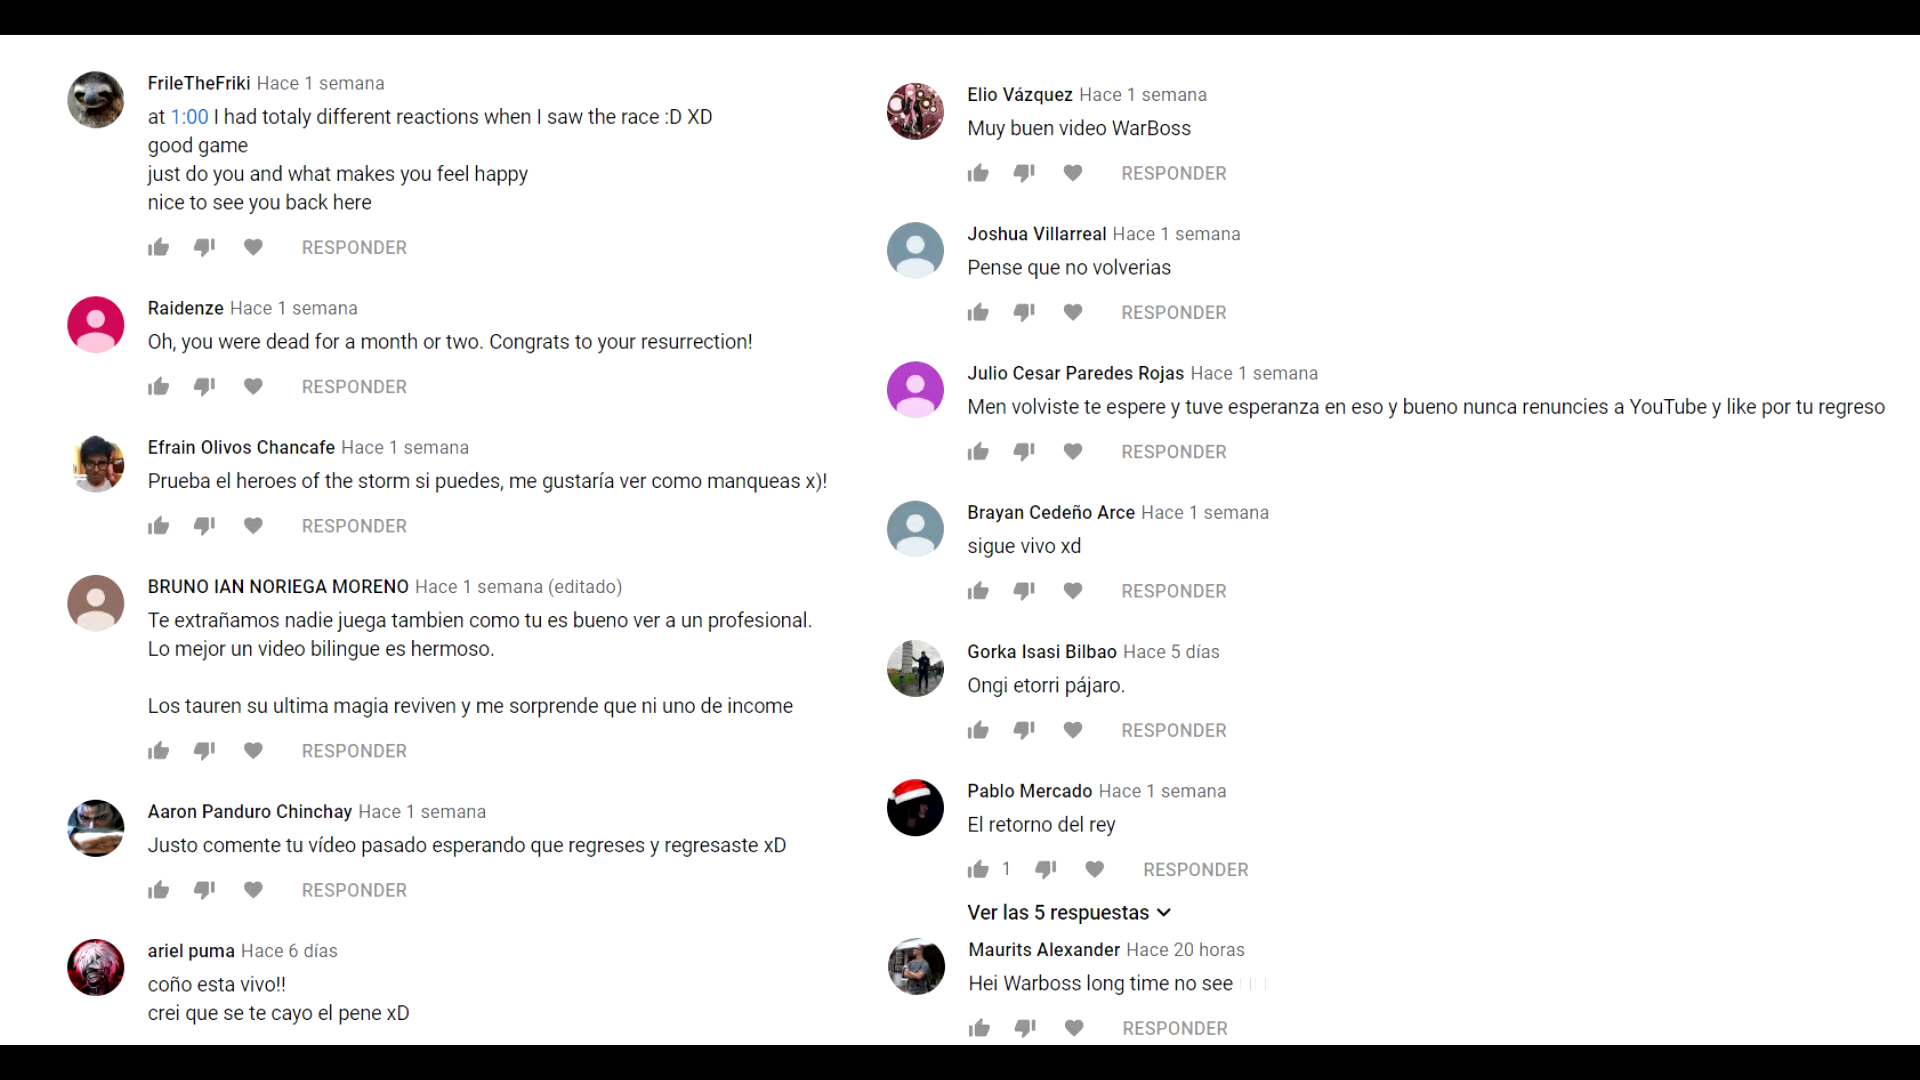 FrileTheFriki Hace 1 semana
at 1:00 I had totaly different reactions when I saw the race :D XD
good game
just do you and what makes you feel happy
nice to see you back here
RESPONDER
Raidenze Hace 1 semana
Oh, you were dead for a month or two. Congrats to your resurrection!
RESPONDER
Efrain Olivos Chancafe Hace 1 semana
Prueba el heroes of the storm si puedes, me gustaría ver como manqueas x)!
RESPONDER
BRUNO IAN NORIEGA MORENO Hace 1 semana (editado)
Te extrañamos nadie juega tambien como tu es bueno ver a un profesional.
Lo mejor un video bilingue es hermoso.
Los tauren su ultima magia reviven y me sorprende que ni uno de income
RESPONDER
Aaron Panduro Chinchay Hace 1 semana
Justo comente tu vídeo pasado esperando que regreses y regresaste xD
RESPONDER
ariel puma Hace 6 días
coño esta vivo!!
crei que se te cayo el pene xD
Elio Vázquez Hace 1 semana
Muy buen video WarBoss
RESPONDER
Joshua Villarreal Hace 1 semana
Pense que no volverias
RESPONDER
Julio Cesar Paredes Rojas Hace 1 semana
Men volviste te espere y tuve esperanza en eso y bueno nunca renuncies a YouTube y like por tu regreso
RESPONDER
Brayan Cedeño Arce Hace 1 semana
sigue vivo xd
RESPONDER
Gorka Isasi Bilbao Hace 5 días
Ongi etorri pájaro.
RESPONDER
Pablo Mercado Hace 1 semana
El retorno del rey
1 RESPONDER
Ver las 5 respuestas
Maurits Alexander Hace 20 horas
Hei Warboss long time no see
RESPONDER